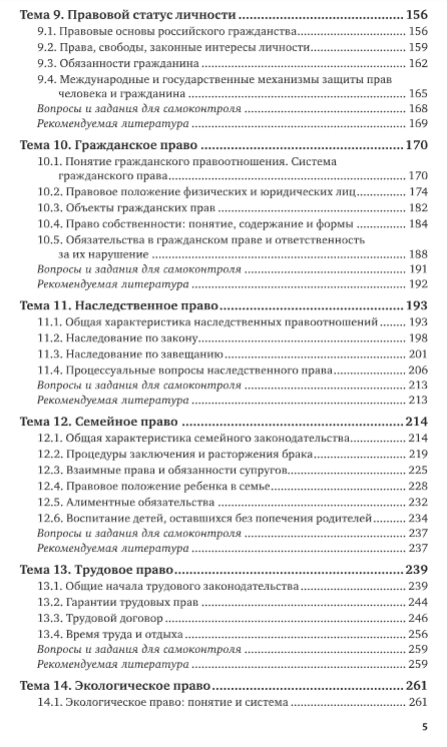 Тема 9. Правовой статус личности ........ 156
9.1. Правовые основы российского гражданства ........ 156
9.2. Права, свободы, законные интересы личности ........ 159
9.3. Обязанности гражданина ........ 162
9.4. Международные и государственные механизмы защиты прав
человека и гражданина ........ 165
Вопросы и задания для самоконтроля ........ 168
Рекомендуемая литература ........ 169
Тема 10. Гражданское право ........ 170
10.1. Понятие гражданского правоотношения. Система
гражданского права ........ 170
10.2. Правовое положение физических и юридических лиц ........ 174
10.3. Объекты гражданских прав ........ 182
10.4. Право собственности: понятие, содержание и формы ........ 184
10.5. Обязательства в гражданском праве и ответственность
за их нарушение ........ 188
Вопросы и задания для самоконтроля ........ 191
Рекомендуемая литература ........ 192
Тема 11. Наследственное право ........ 193
11.1. Общая характеристика наследственных правоотношений ........ 193
11.2. Наследование по закону ........ 198
11.3. Наследование по завещанию ........ 201
11.4. Процессуальные вопросы наследственного права ........ 206
Вопросы и задания для самоконтроля ........ 213
Рекомендуемая литература ........ 213
Тема 12. Семейное право ........ 214
12.1. Общая характеристика семейного законодательства ........ 214
12.2. Процедуры заключения и расторжения брака ........ 219
12.3. Взаимные права и обязанности супругов ........ 225
12.4. Правовое положение ребенка в семье ........ 228
12.5. Алиментные обязательства ........ 232
12.6. Воспитание детей, оставшихся без попечения родителей ........ 234
Вопросы и задания для самоконтроля ........ 237
Рекомендуемая литература ........ 237
Тема 13. Трудовое право ........ 239
13.1. Общие начала трудового законодательства ........ 239
13.2. Гарантии трудовых прав ........ 244
13.3. Трудовой договор ........ 246
13.4. Время труда и отдыха ........ 256
Вопросы и задания для самоконтроля ........ 259
Рекомендуемая литература ........ 259
Тема 14. Экологическое право ........ 261
14.1. Экологическое право: понятие и система ........ 261
5